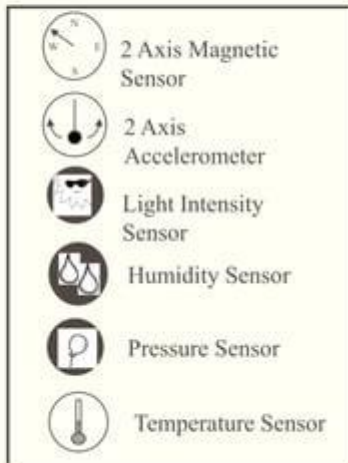 N
W E
S
2 Axis Magnetic
Sensor
2 Axis
Accelerometer
Light Intensity
Sensor
Humidity Sensor
Pressure Sensor
Temperature Sensor